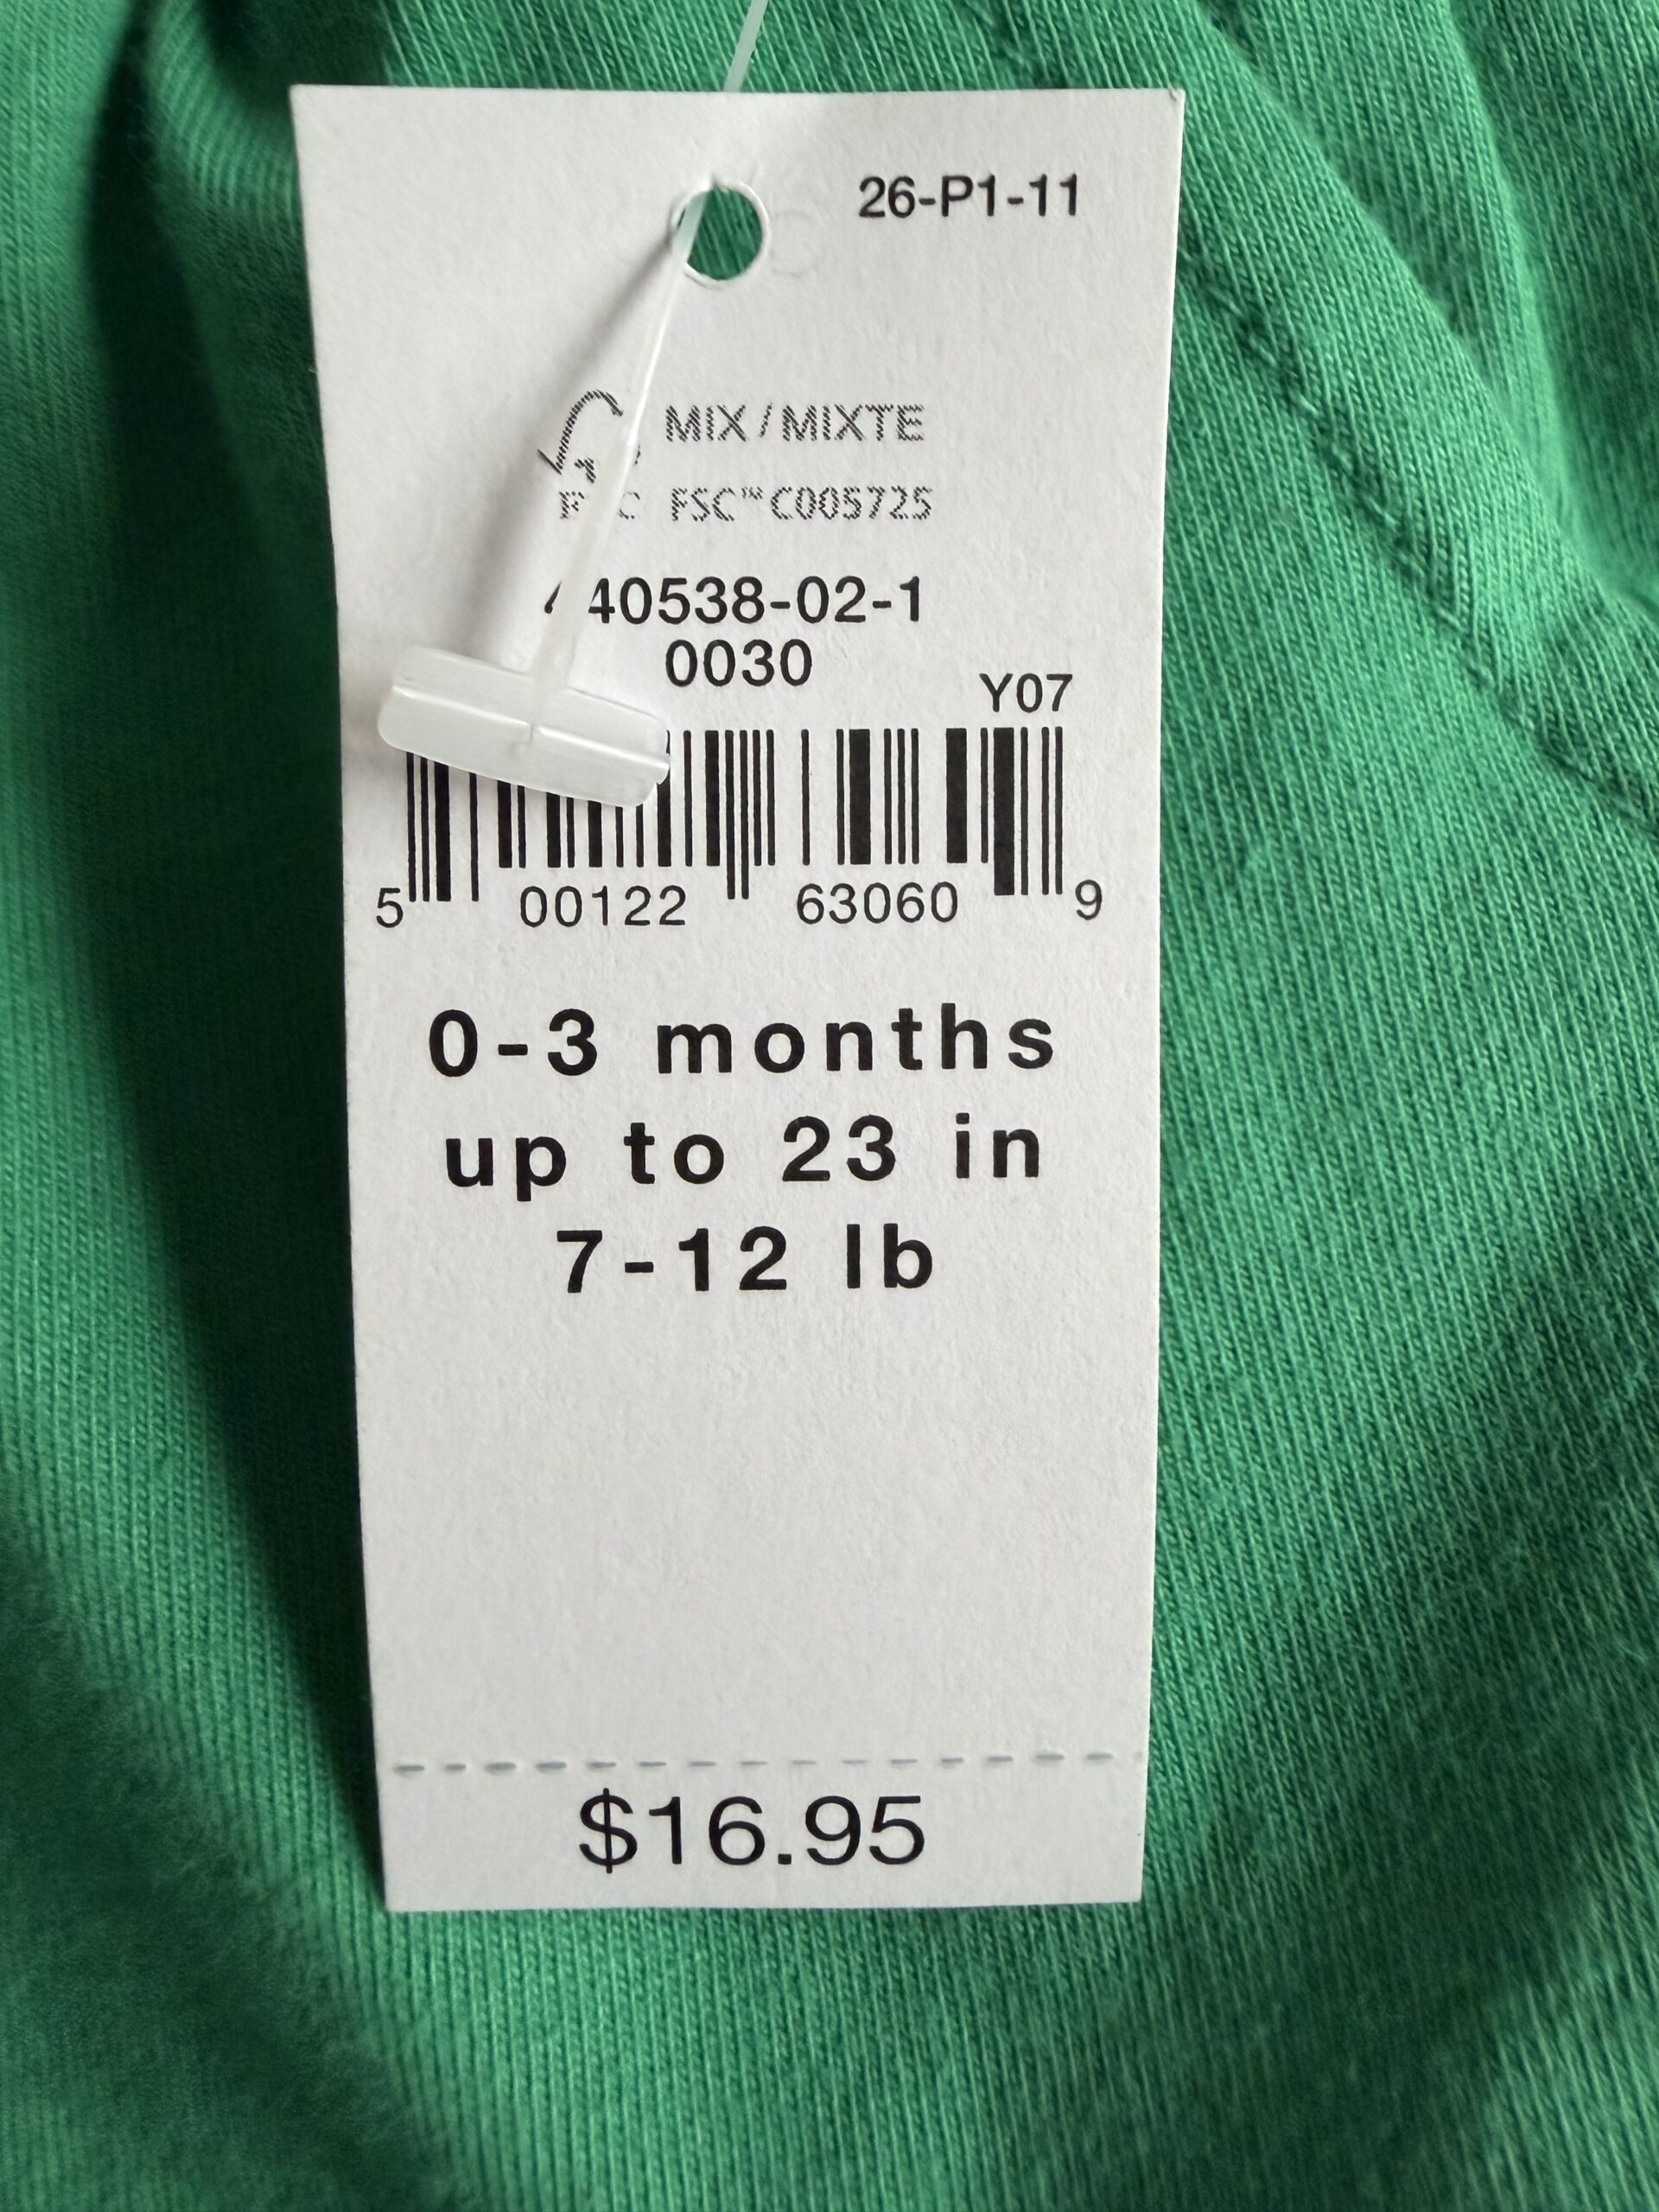 26-P1-11
MIX / MIXTE
FSC™ C005725
40538-02-1
0030
Y07
5 00122 63060 9
0-3 months
up to 23 in
7-12 lb
$16.95